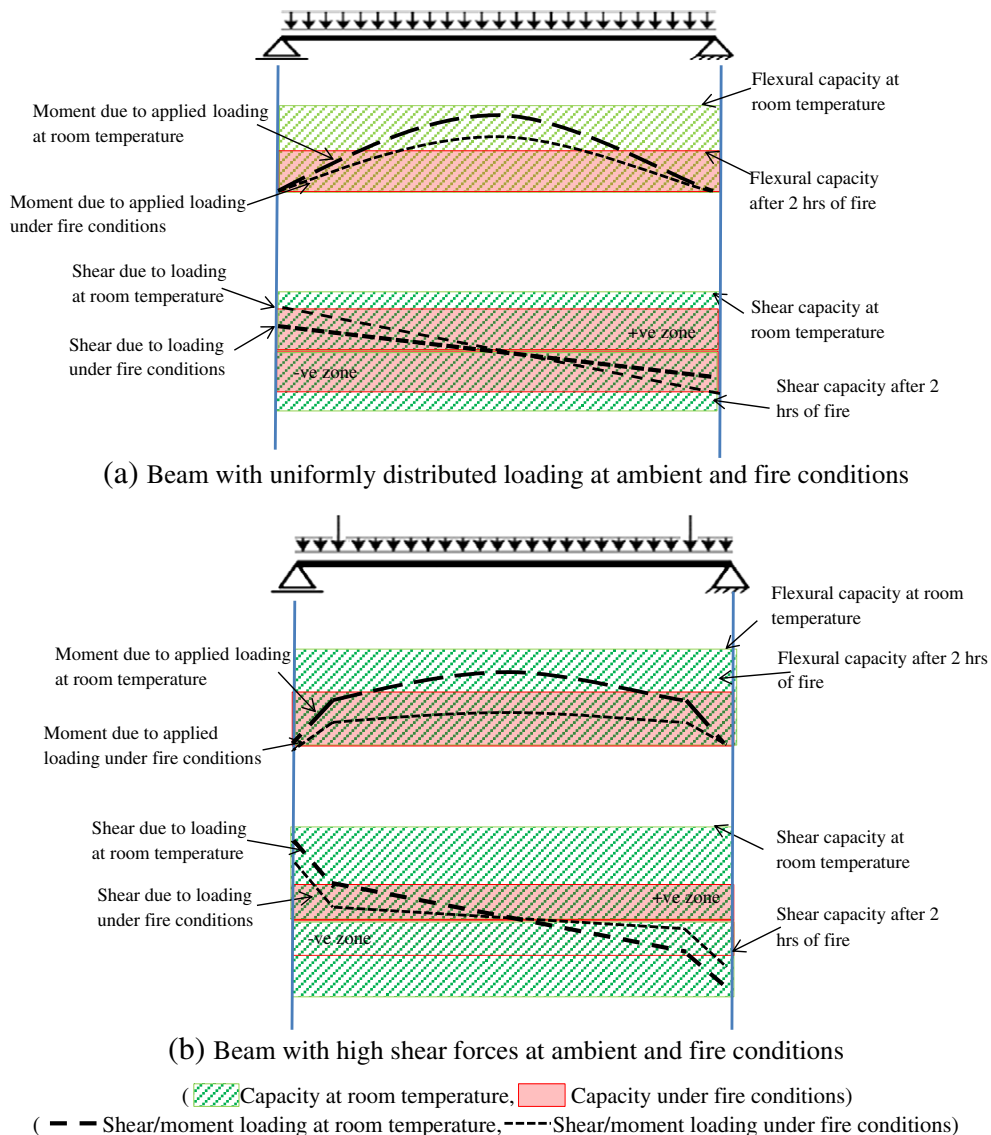 Flexural capacity at
room temperature
Moment due to applied loading
at room temperature
Flexural capacity
after 2 hrs of fire
Moment due to applied loading
under fire conditions
Shear due to loading
at room temperature
Shear capacity at
room temperature
+ve zone
Shear due to loading
under fire conditions
-ve zone
Shear capacity after 2
hrs of fire
(a) Beam with uniformly distributed loading at ambient and fire conditions
Flexural capacity at room
temperature
Moment due to applied loading
at room temperature
Flexural capacity after 2 hrs
of fire
Moment due to applied
loading under fire conditions
Shear due to loading
at room temperature
Shear capacity at
room temperature
Shear due to loading
under fire conditions
+ve zone
-ve zone
Shear capacity after 2
hrs of fire
(b) Beam with high shear forces at ambient and fire conditions
( Capacity at room temperature, Capacity under fire conditions)
( Shear/moment loading at room temperature, Shear/moment loading under fire conditions)